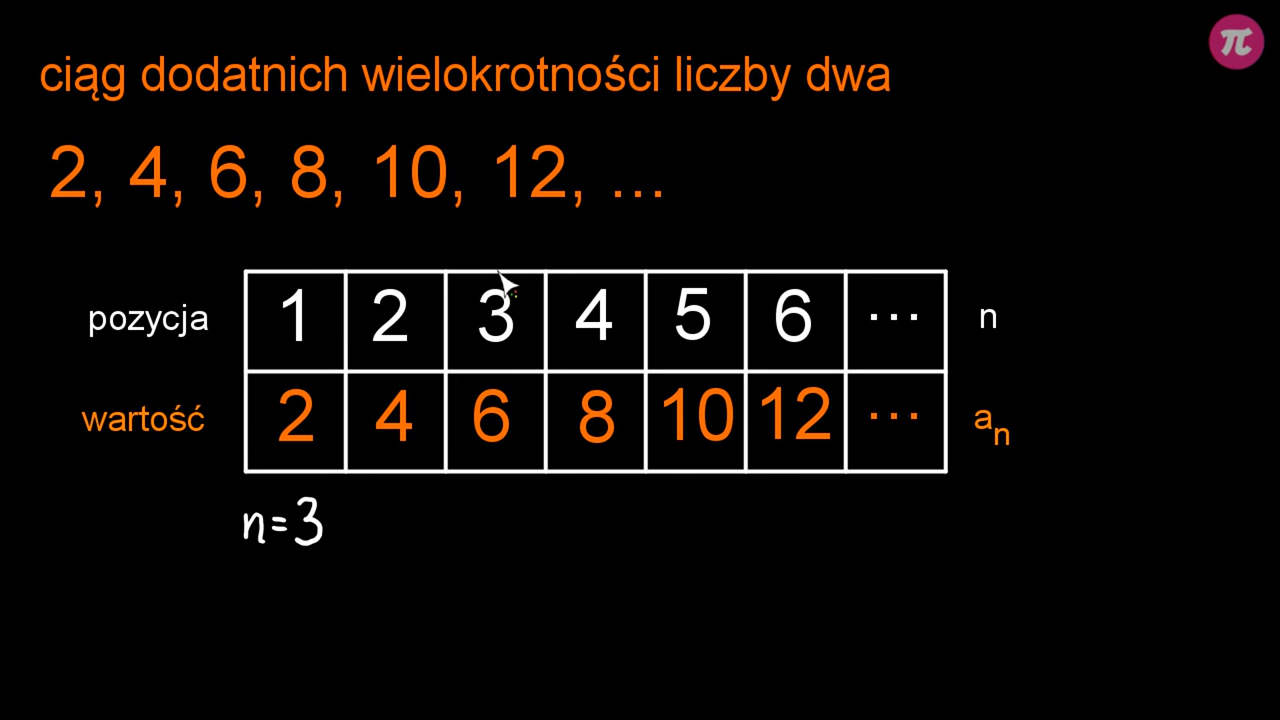 π
ciąg dodatnich wielokrotności liczby dwa
2, 4, 6, 8, 10, 12, ...
pozycja 1 2 3 4 5 6 ... n
wartość 2 4 6 8 10 12 ... aₙ
n=3